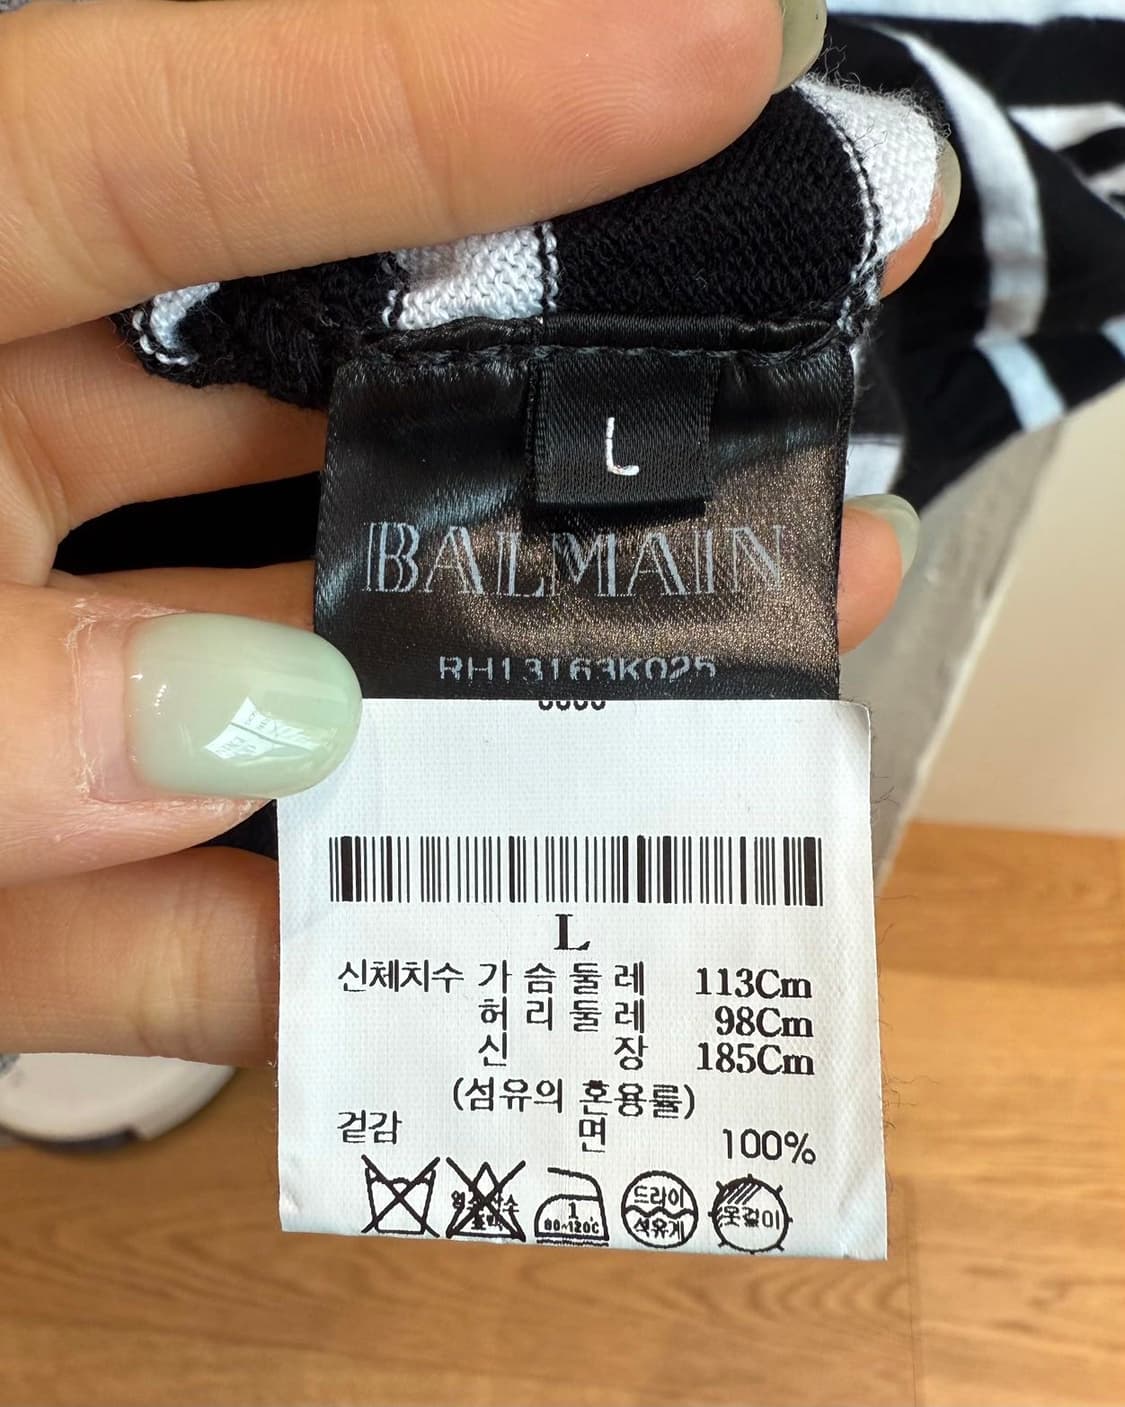 L
BALMAIN
RH13163K025
L
신체치수 가 슴 둘 레 113Cm
허 리 둘 레 98Cm
신 장 185Cm
(섬유의 혼용률)
겉감 면 100%
1
80~120℃
드라이
석유계
옷걸이